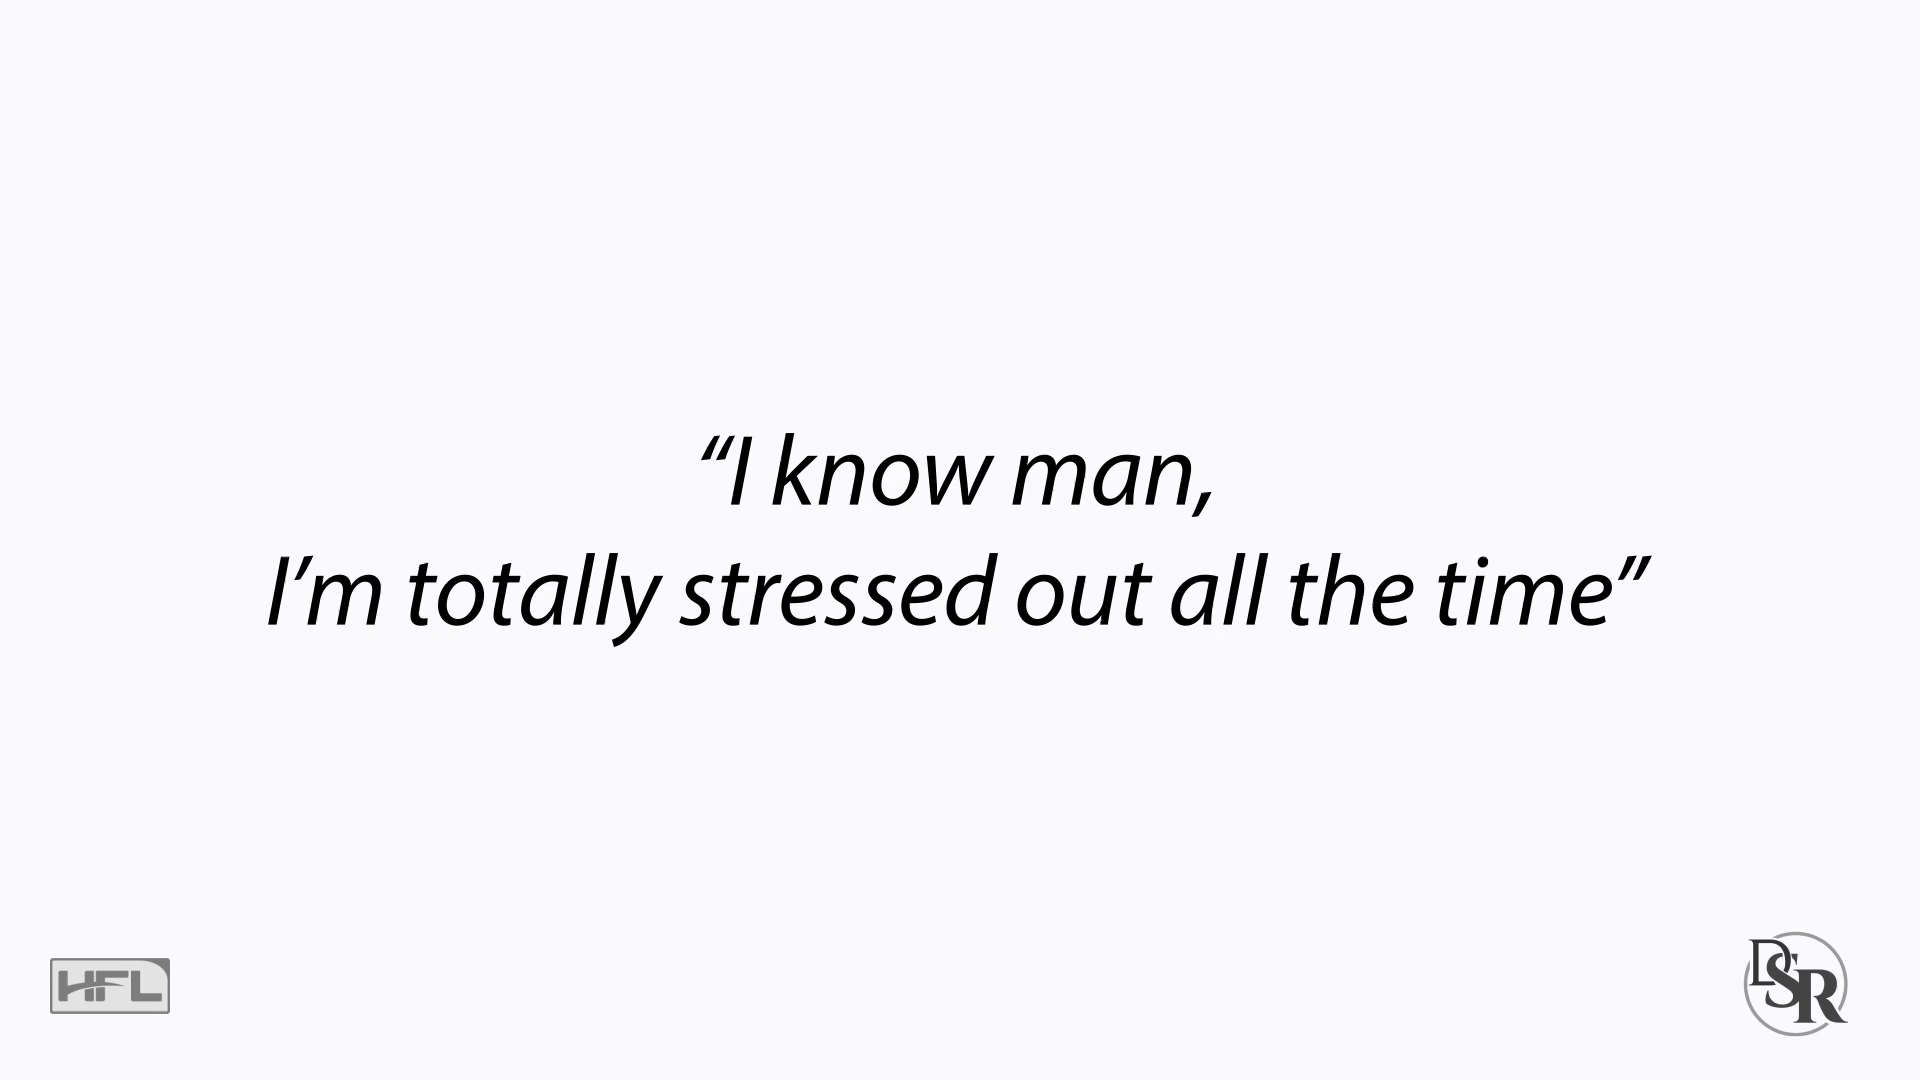 “I know man,
I’m totally stressed out all the time”
HFL
DSR